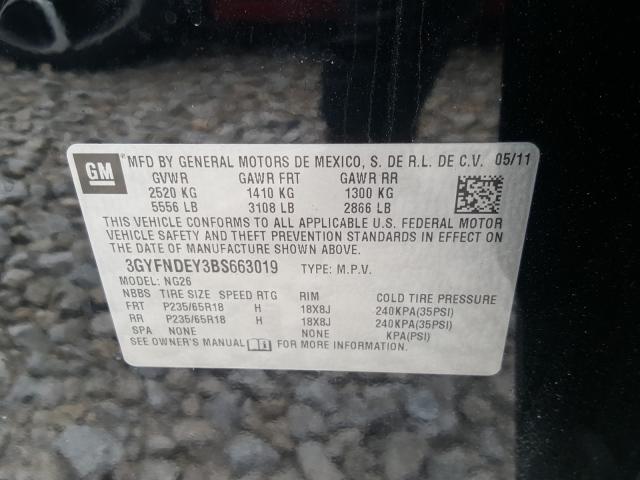 GM MFD BY GENERAL MOTORS DE MEXICO, S. DE R.L. DE C.V. 05/11
GVWR GAWR FRT GAWR RR
2520 KG 1410 KG 1300 KG
5556 LB 3108 LB 2866 LB
THIS VEHICLE CONFORMS TO ALL APPLICABLE U.S. FEDERAL MOTOR
VEHICLE SAFETY AND THEFT PREVENTION STANDARDS IN EFFECT ON
THE DATE OF MANUFACTURE SHOWN ABOVE.
3GYFNDEY3BS663019 TYPE: M.P.V.
MODEL: NG26
NBBS TIRE SIZE SPEED RTG RIM COLD TIRE PRESSURE
FRT P235/65R18 H 18X8J 240KPA(35PSI)
RR P235/65R18 H 18X8J 240KPA(35PSI)
SPA NONE NONE KPA(PSI)
SEE OWNER'S MANUAL FOR MORE INFORMATION.